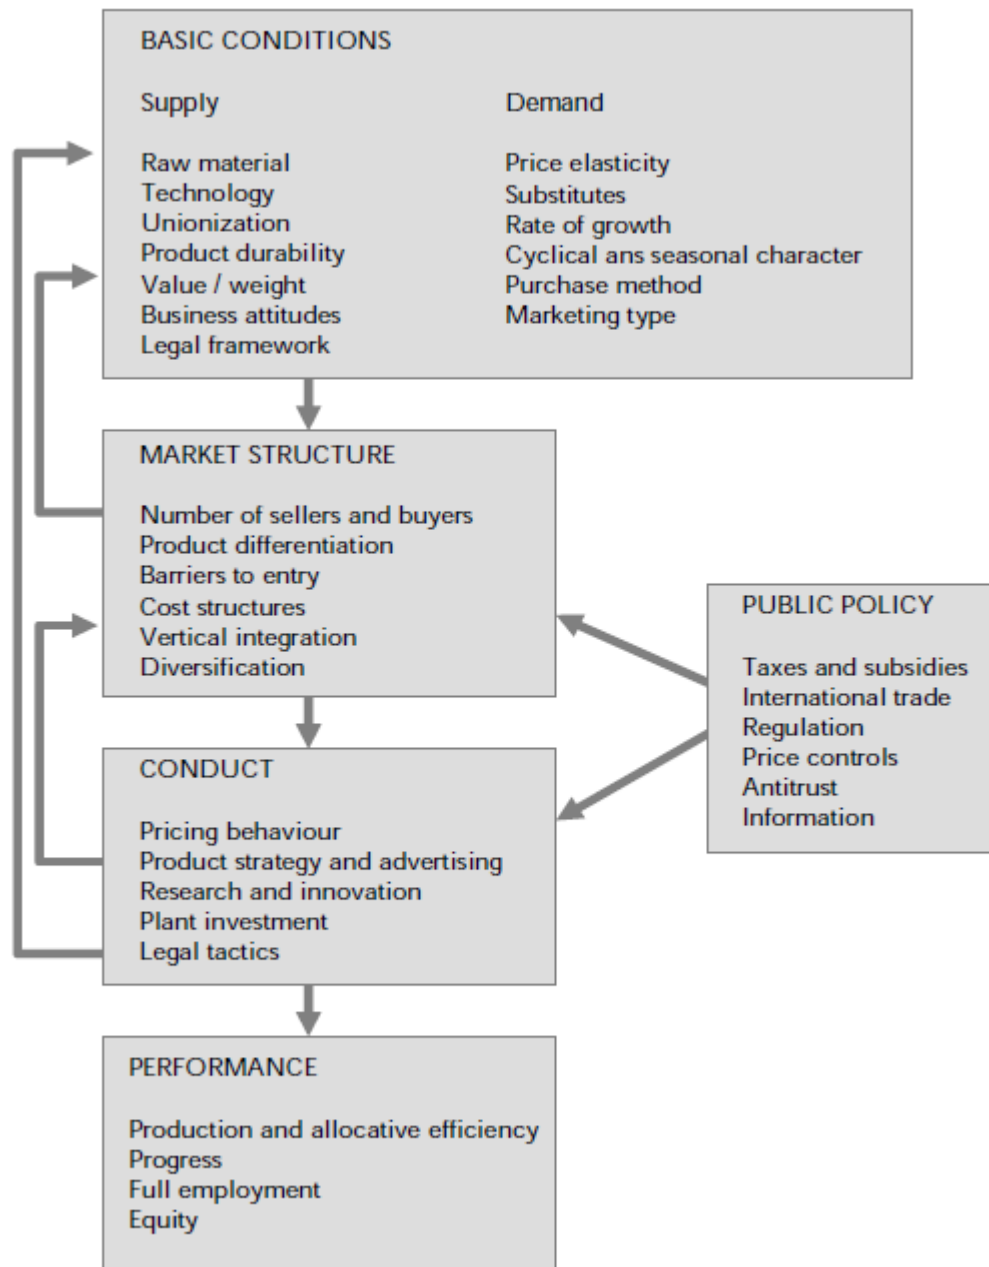 BASIC CONDITIONS
Supply
Raw material
Technology
Unionization
Product durability
Value / weight
Business attitudes
Legal framework
Demand
Price elasticity
Substitutes
Rate of growth
Cyclical ans seasonal character
Purchase method
Marketing type
MARKET STRUCTURE
Number of sellers and buyers
Product differentiation
Barriers to entry
Cost structures
Vertical integration
Diversification
PUBLIC POLICY
Taxes and subsidies
International trade
Regulation
Price controls
Antitrust
Information
CONDUCT
Pricing behaviour
Product strategy and advertising
Research and innovation
Plant investment
Legal tactics
PERFORMANCE
Production and allocative efficiency
Progress
Full employment
Equity